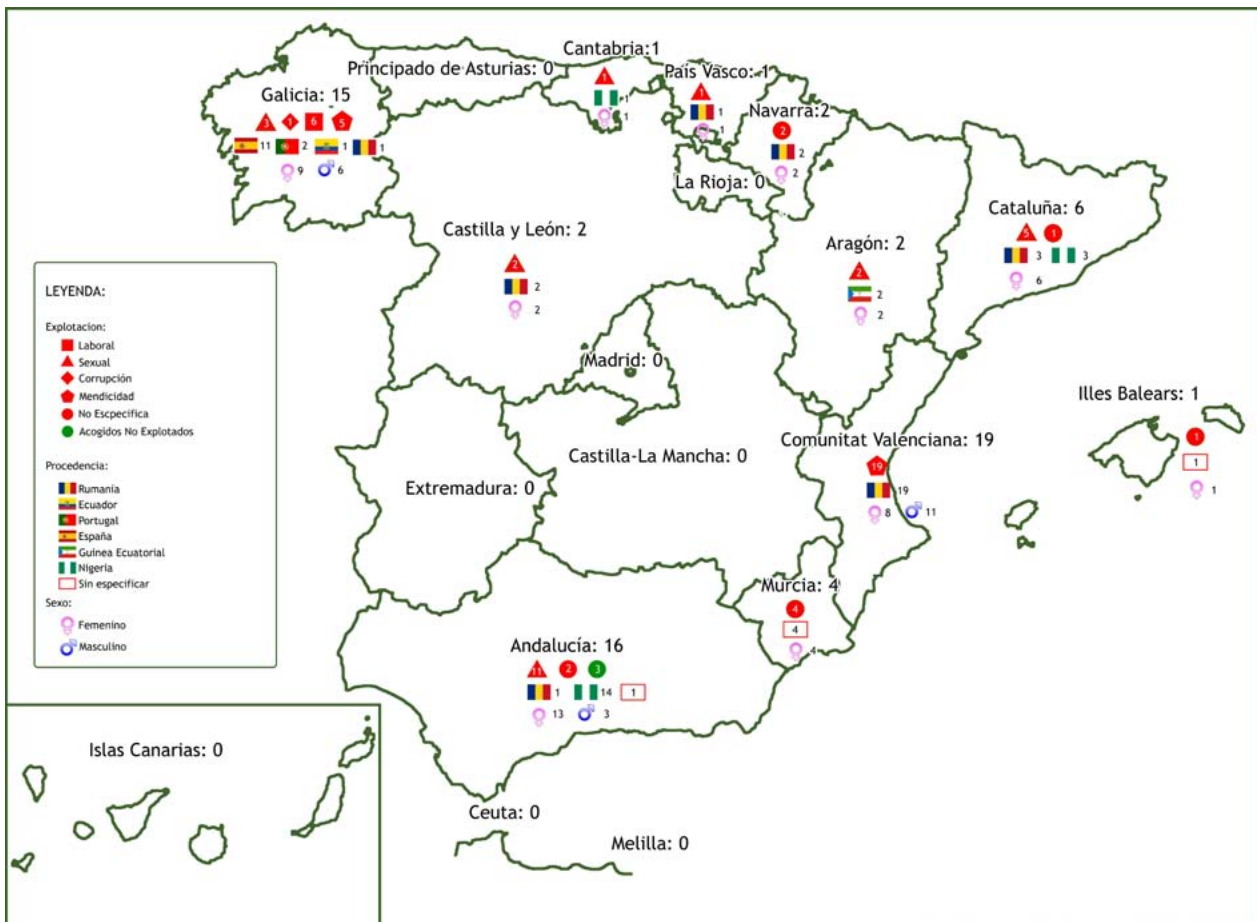 Cantabria:1
1
1
1
Principado de Asturias: 0
País Vasco: 1
1
1
1
Galicia: 15
3 1 6 5
11 2 1 1
9 6
Navarra:2
2
2
2
La Rioja: 0
Cataluña: 6
5 1
3 3
6
Castilla y León: 2
2
2
2
Aragón: 2
2
2
2
Madrid: 0
LEYENDA:
Explotacion:
Laboral
Sexual
Corrupción
Mendicidad
No Escpecifica
Acogidos No Explotados
Procedencia:
Rumanía
Ecuador
Portugal
España
Guinea Ecuatorial
Nigeria
Sin especificar
Sexo:
Femenino
Masculino
Illes Balears: 1
1
1
1
Comunitat Valenciana: 19
19
19
8 11
Castilla-La Mancha: 0
Extremadura: 0
Murcia: 4
4
4
4
Andalucía: 16
11 2 3
1 14 1
13 3
Islas Canarias: 0
Ceuta: 0
Melilla: 0